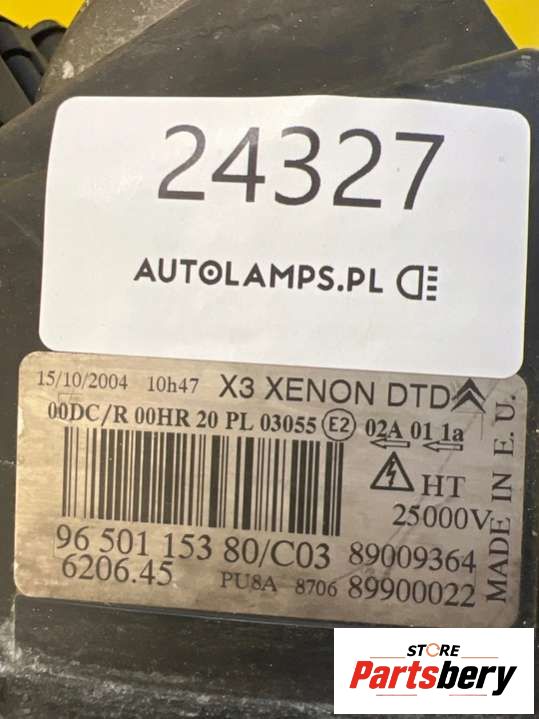 24327
AUTOLAMPS.PL
15/10/2004 10h47 X3 XENON DTD
00DC/R 00HR 20 PL 03055 E2 02A 01 1a
HT
25000V
96 501 153 80/C03 89009364
6206.45 PU8A 8706 89900022
MADE IN E.U.
STORE
Partsbery